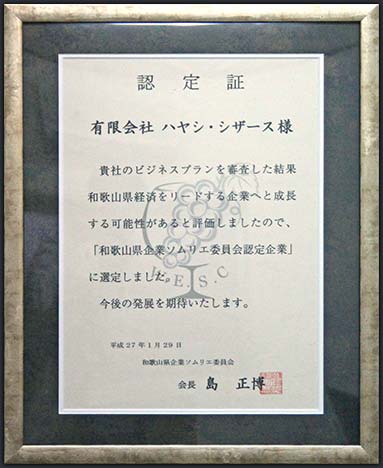 認定証
有限会社 ハヤシ・シザース様
貴社のビジネスプランを審査した結果
和歌山県経済をリードする企業へと成長
する可能性があると評価しましたので、
「和歌山県企業ソムリエ委員会認定企業」
に選定しました。
W.E.S.C
今後の発展を期待いたします。
平成27年1月29日
和歌山県企業ソムリエ委員会
会長 島 正博